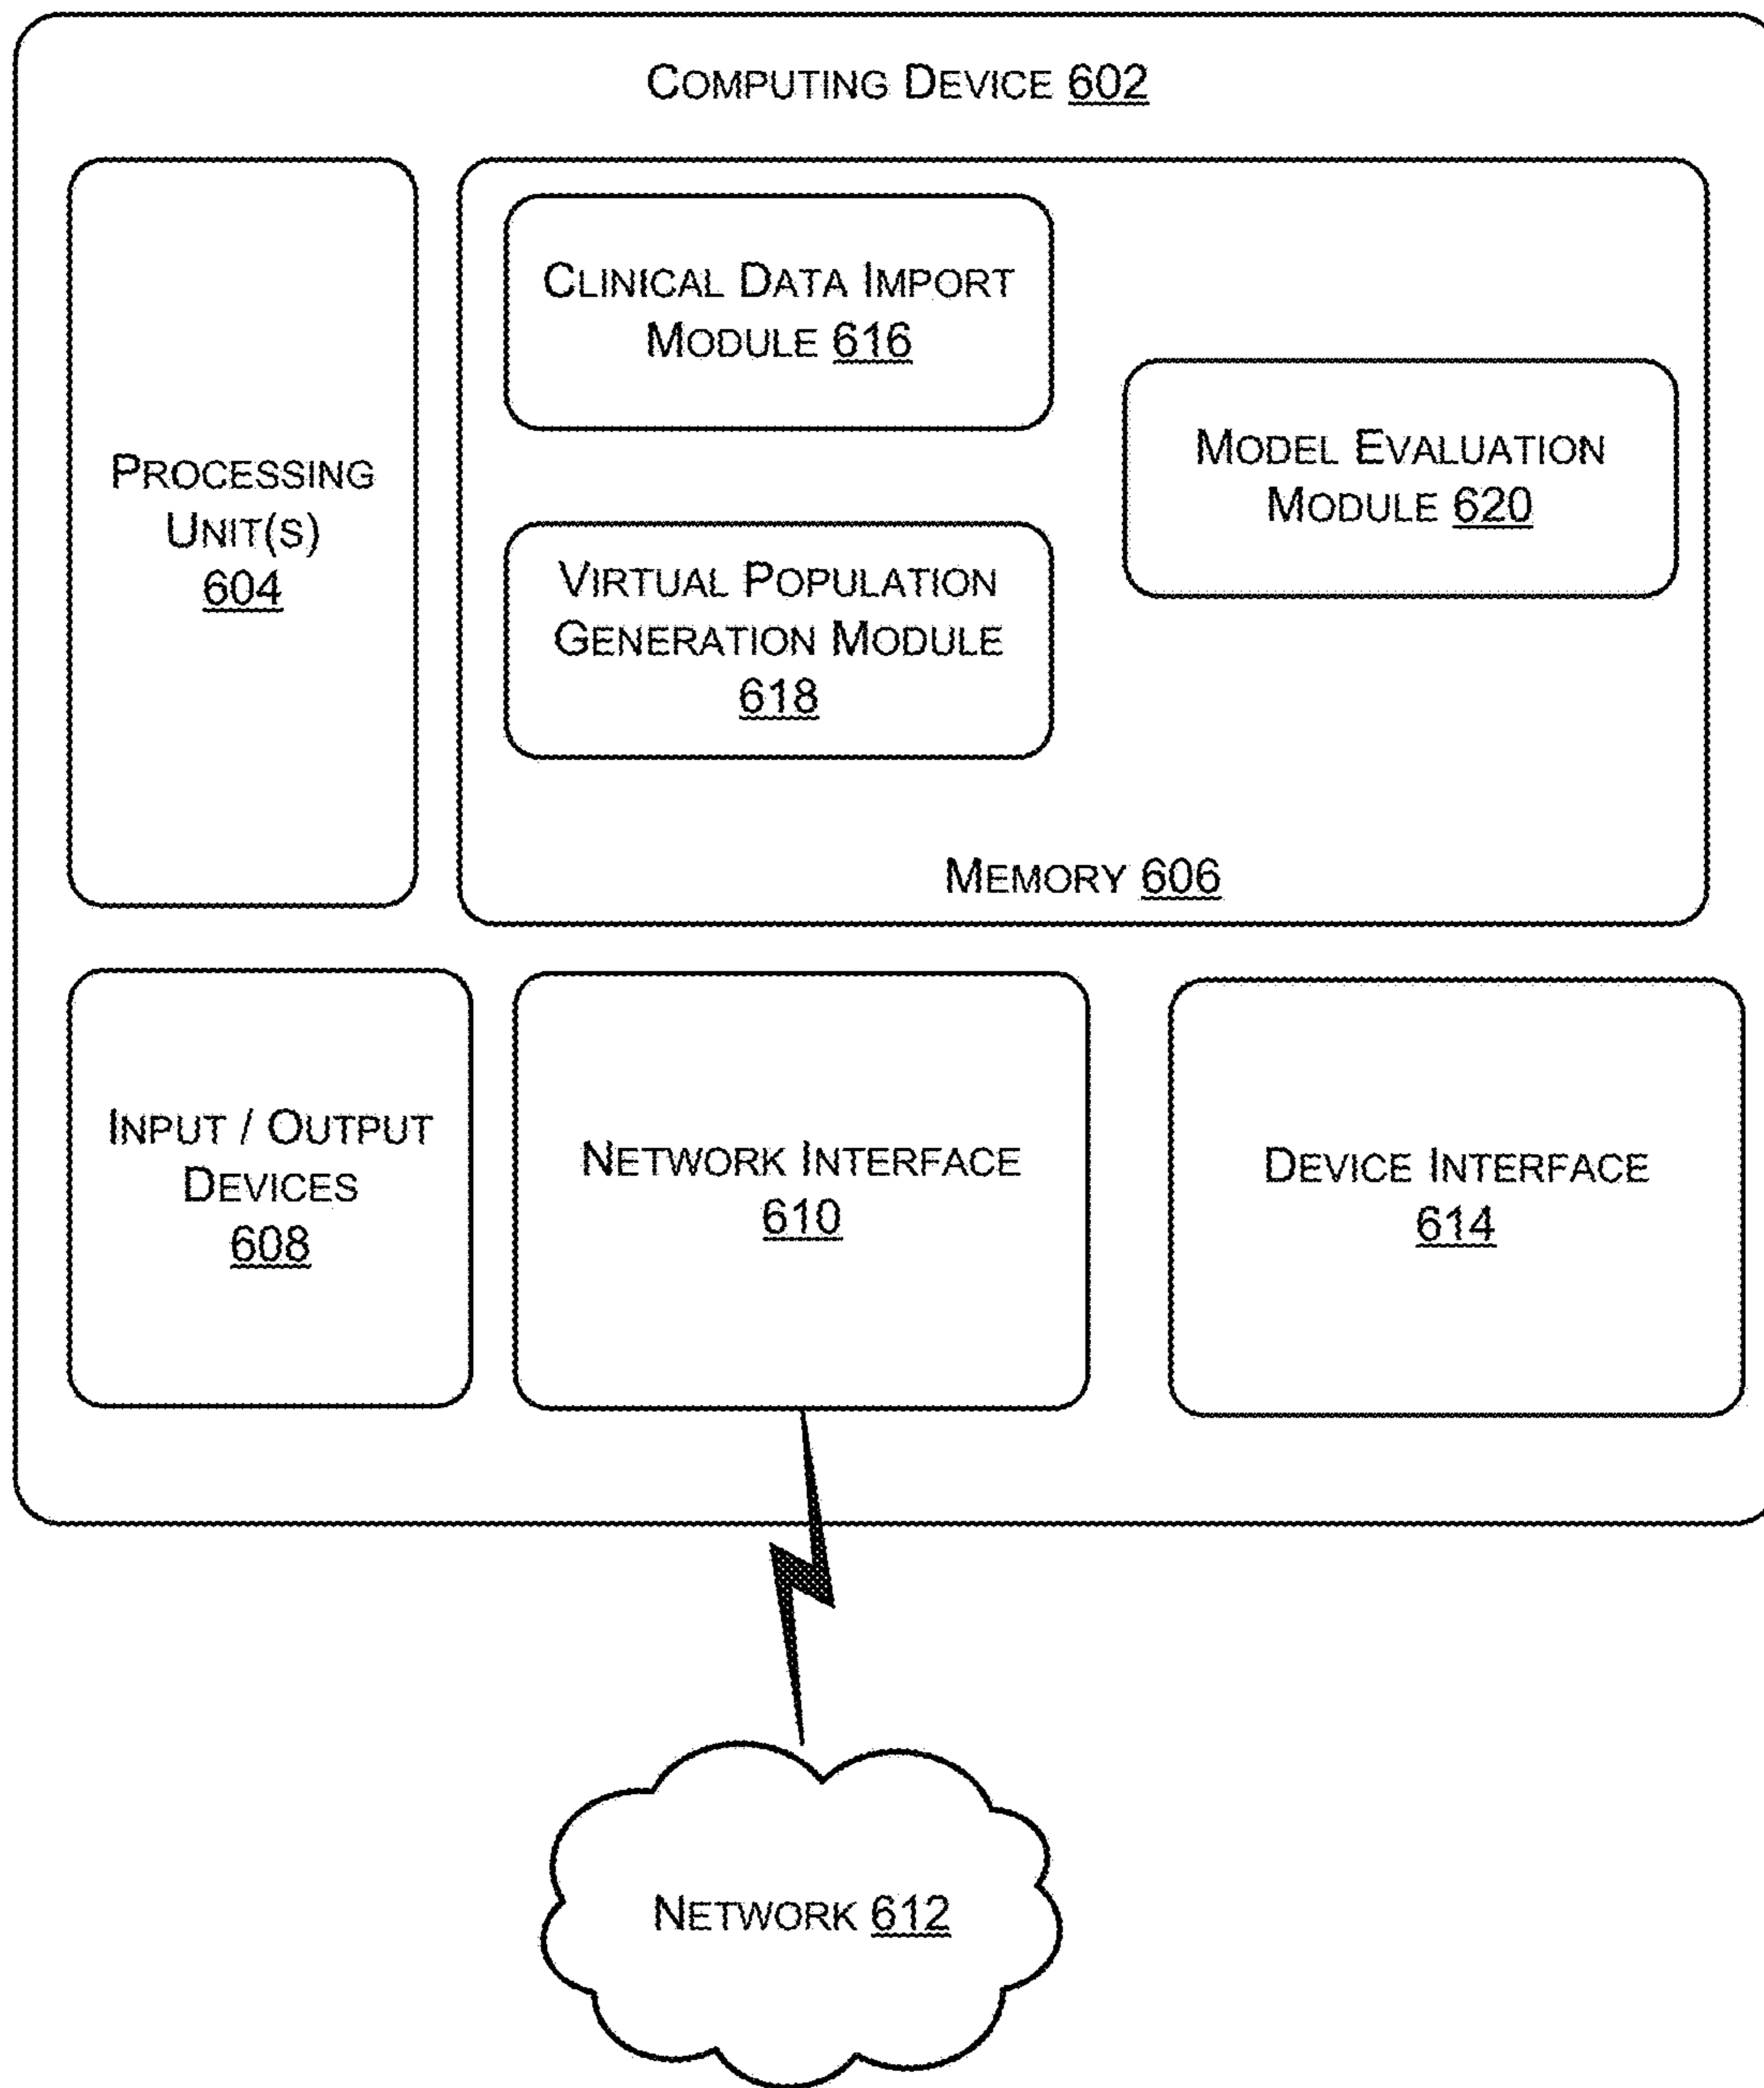 COMPUTING DEVICE 602
PROCESSING
UNIT(S)
604
CLINICAL DATA IMPORT
MODULE 616
VIRTUAL POPULATION
GENERATION MODULE
618
MODEL EVALUATION
MODULE 620
MEMORY 606
INPUT / OUTPUT
DEVICES
608
NETWORK INTERFACE
610
DEVICE INTERFACE
614
NETWORK 612